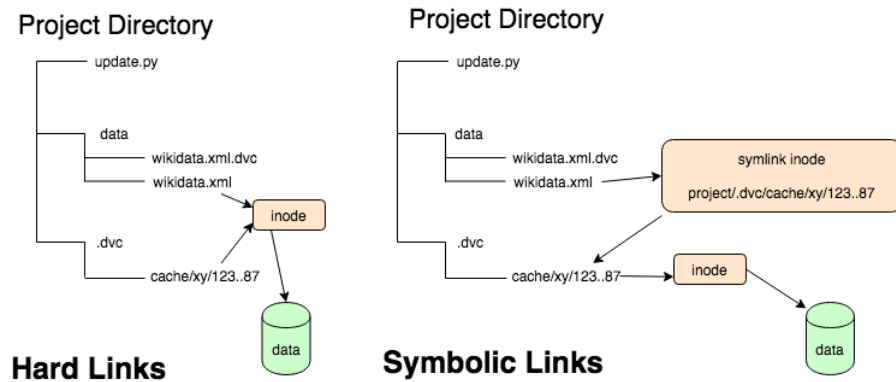 Project Directory
update.py
data
wikidata.xml.dvc
wikidata.xml
inode
.dvc
cache/xy/123..87
data
Hard Links
Project Directory
update.py
data
wikidata.xml.dvc
wikidata.xml
symlink inode
project/.dvc/cache/xy/123..87
.dvc
cache/xy/123..87
inode
data
Symbolic Links